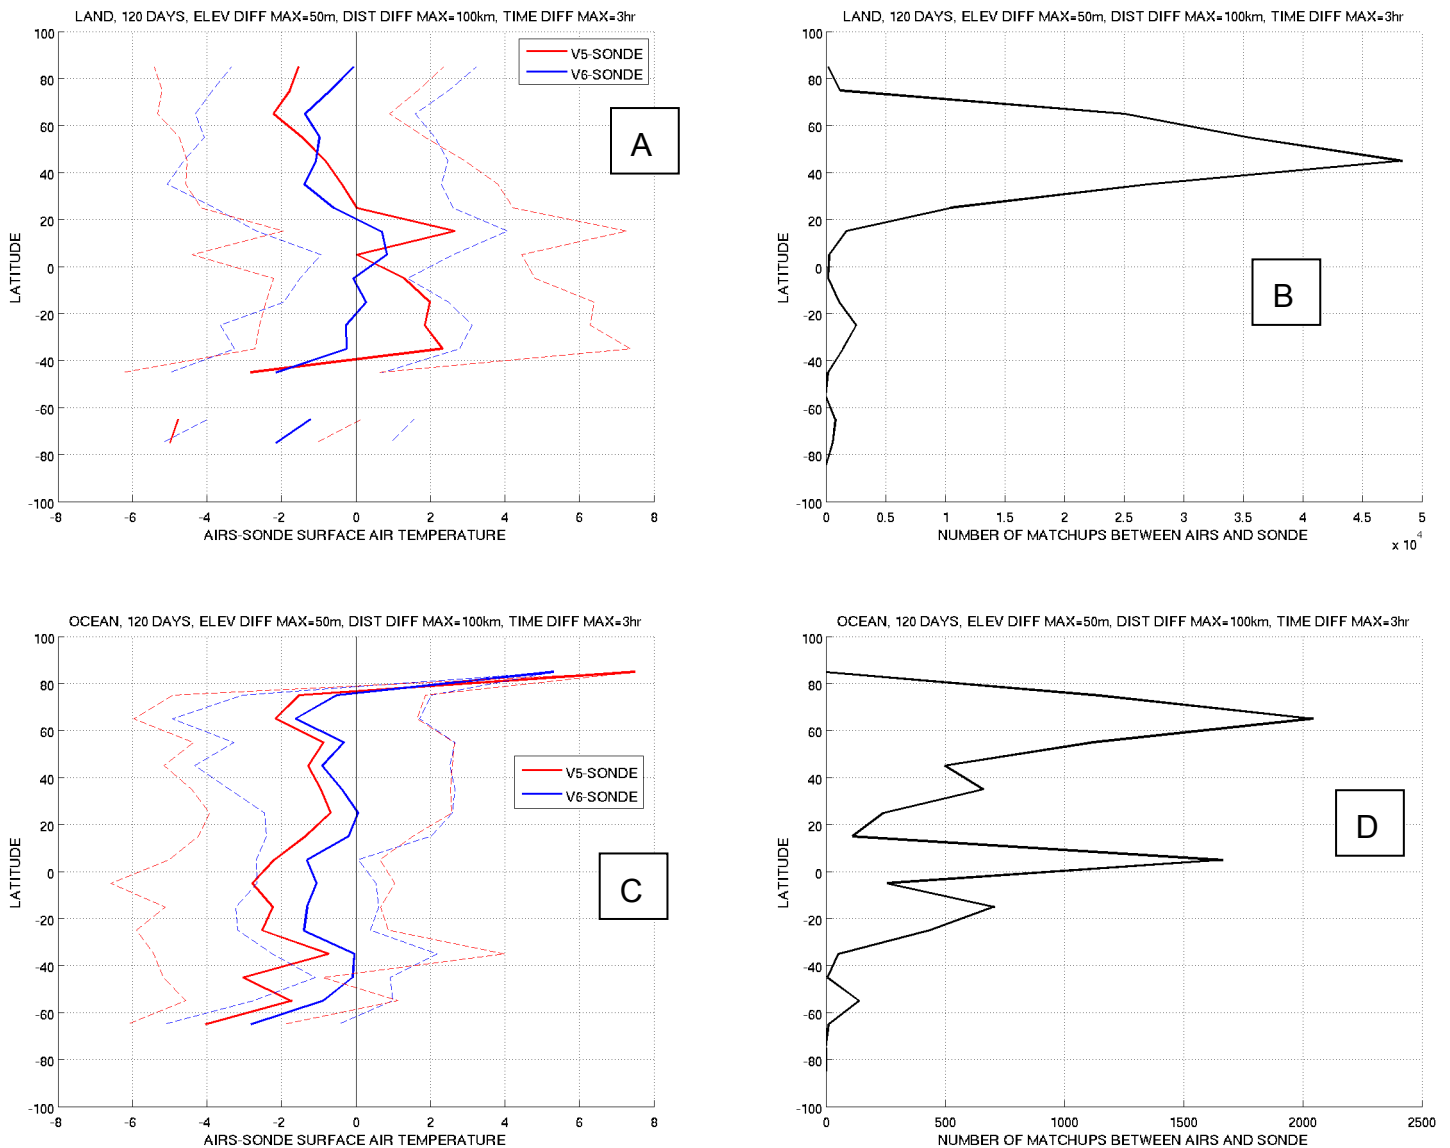 LAND, 120 DAYS, ELEV DIFF MAX=50m, DIST DIFF MAX=100km, TIME DIFF MAX=3hr
100
80
60
40
20
0
-20
-40
-60
-80
-100
LATITUDE
V5-SONDE
V6-SONDE
A
-8 -6 -4 -2 0 2 4 6 8
AIRS-SONDE SURFACE AIR TEMPERATURE
LAND, 120 DAYS, ELEV DIFF MAX=50m, DIST DIFF MAX=100km, TIME DIFF MAX=3hr
100
80
60
40
20
0
-20
-40
-60
-80
-100
LATITUDE
B
0 0.5 1 1.5 2 2.5 3 3.5 4 4.5 5
NUMBER OF MATCHUPS BETWEEN AIRS AND SONDE
x 10^4
OCEAN, 120 DAYS, ELEV DIFF MAX=50m, DIST DIFF MAX=100km, TIME DIFF MAX=3hr
100
80
60
40
20
0
-20
-40
-60
-80
-100
LATITUDE
V5-SONDE
V6-SONDE
C
-8 -6 -4 -2 0 2 4 6 8
AIRS-SONDE SURFACE AIR TEMPERATURE
OCEAN, 120 DAYS, ELEV DIFF MAX=50m, DIST DIFF MAX=100km, TIME DIFF MAX=3hr
100
80
60
40
20
0
-20
-40
-60
-80
-100
LATITUDE
D
0 500 1000 1500 2000 2500
NUMBER OF MATCHUPS BETWEEN AIRS AND SONDE